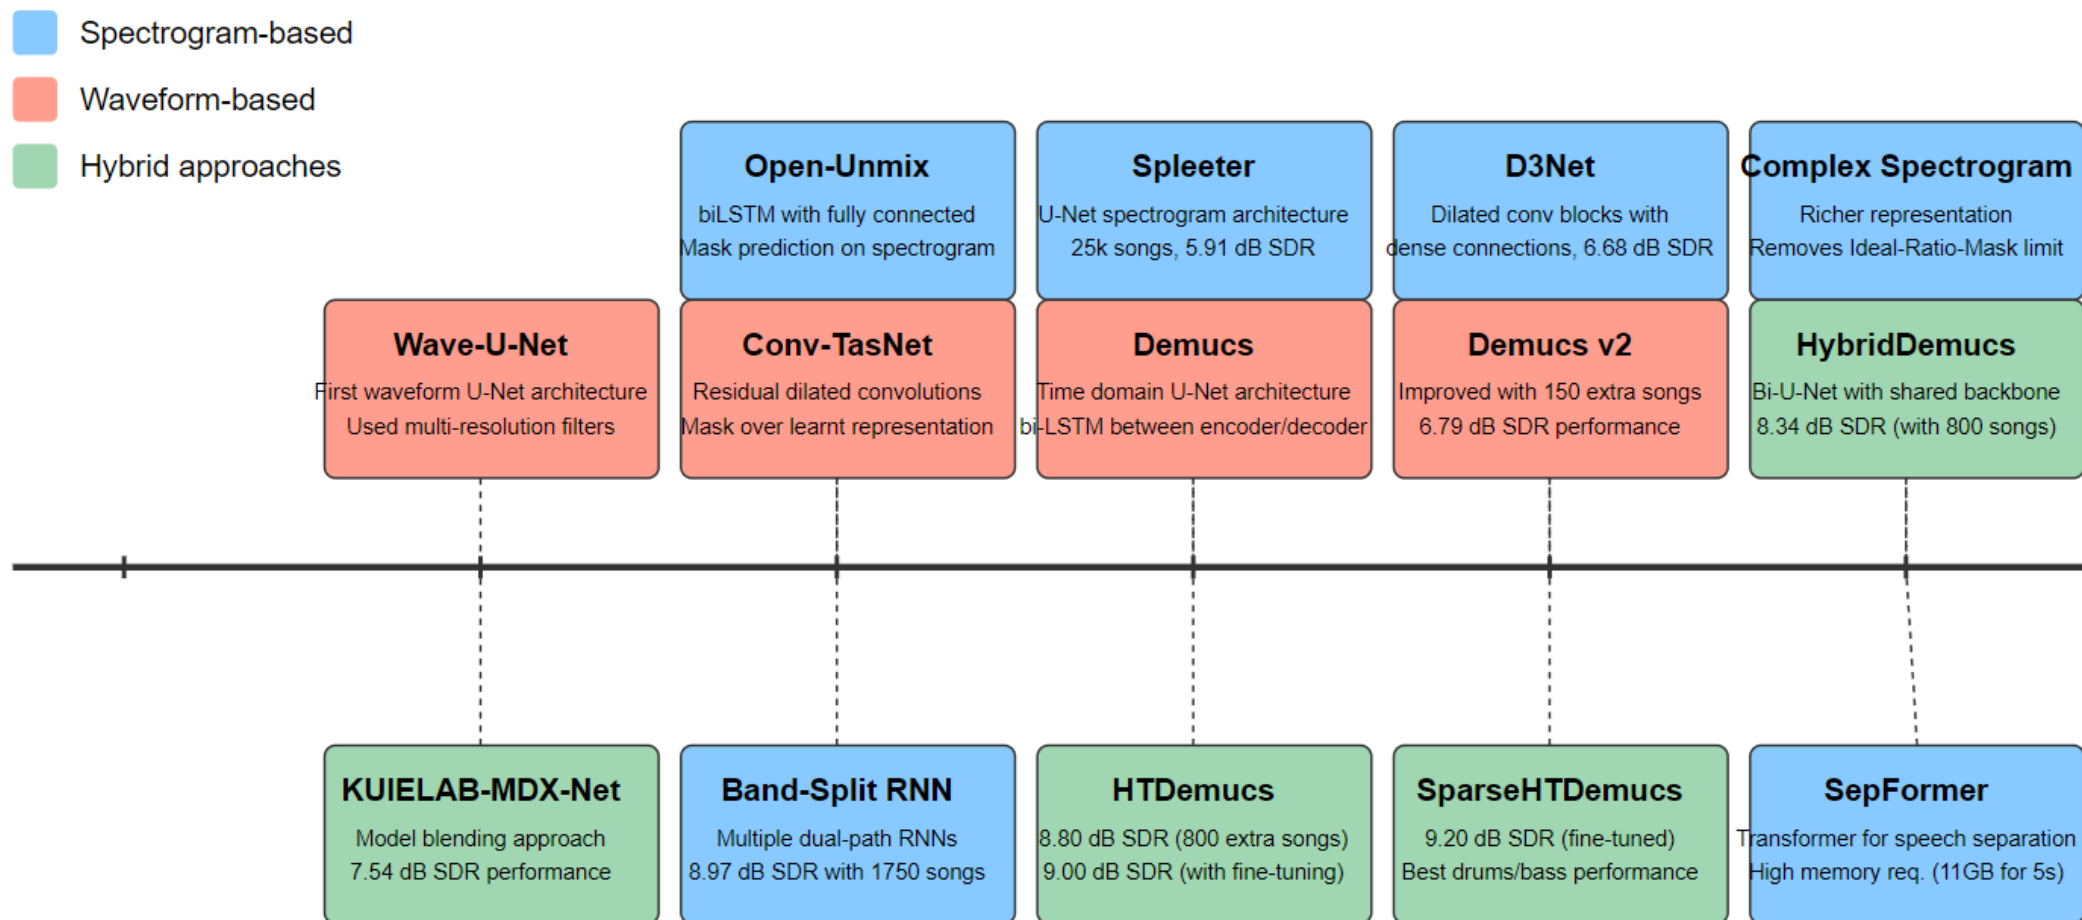 Spectrogram-based
Waveform-based
Hybrid approaches
Open-Unmix
biLSTM with fully connected
Mask prediction on spectrogram
Spleeter
U-Net spectrogram architecture
25k songs, 5.91 dB SDR
D3Net
Dilated conv blocks with
dense connections, 6.68 dB SDR
Complex Spectrogram
Richer representation
Removes Ideal-Ratio-Mask limit
Wave-U-Net
First waveform U-Net architecture
Used multi-resolution filters
Conv-TasNet
Residual dilated convolutions
Mask over learnt representation
Demucs
Time domain U-Net architecture
bi-LSTM between encoder/decoder
Demucs v2
Improved with 150 extra songs
6.79 dB SDR performance
HybridDemucs
Bi-U-Net with shared backbone
8.34 dB SDR (with 800 songs)
KUIELAB-MDX-Net
Model blending approach
7.54 dB SDR performance
Band-Split RNN
Multiple dual-path RNNs
8.97 dB SDR with 1750 songs
HTDemucs
8.80 dB SDR (800 extra songs)
9.00 dB SDR (with fine-tuning)
SparseHTDemucs
9.20 dB SDR (fine-tuned)
Best drums/bass performance
SepFormer
Transformer for speech separation
High memory req. (11GB for 5s)